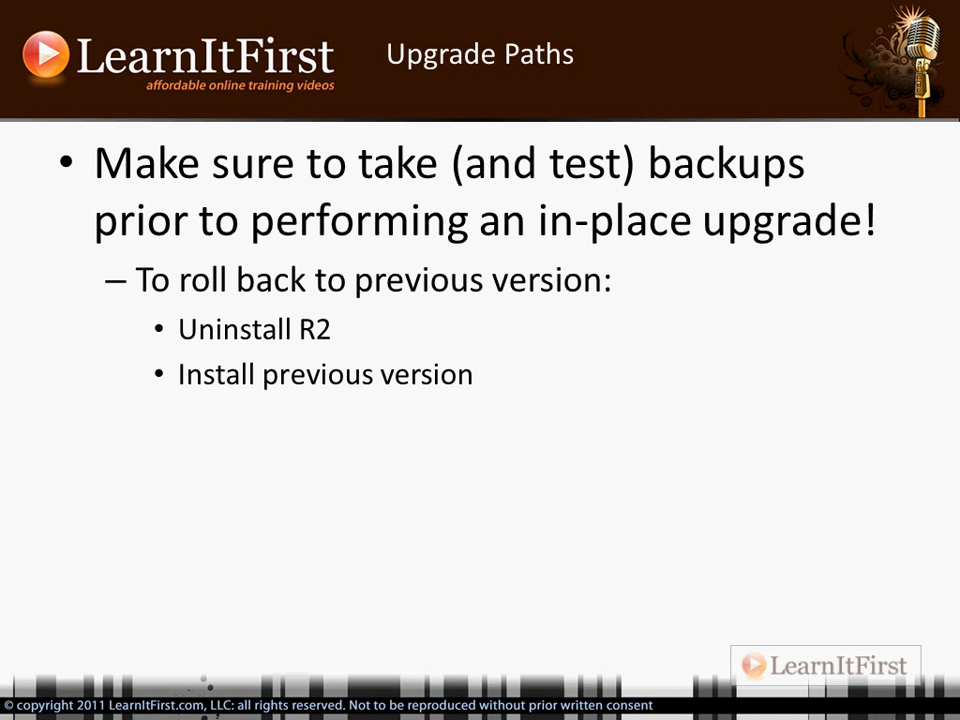 LearnItFirst
affordable online training videos
Upgrade Paths
• Make sure to take (and test) backups
prior to performing an in-place upgrade!
– To roll back to previous version:
• Uninstall R2
• Install previous version
LearnItFirst
© copyright 2011 LearnItFirst.com, LLC: all rights reserved. Not to be reproduced without prior written consent